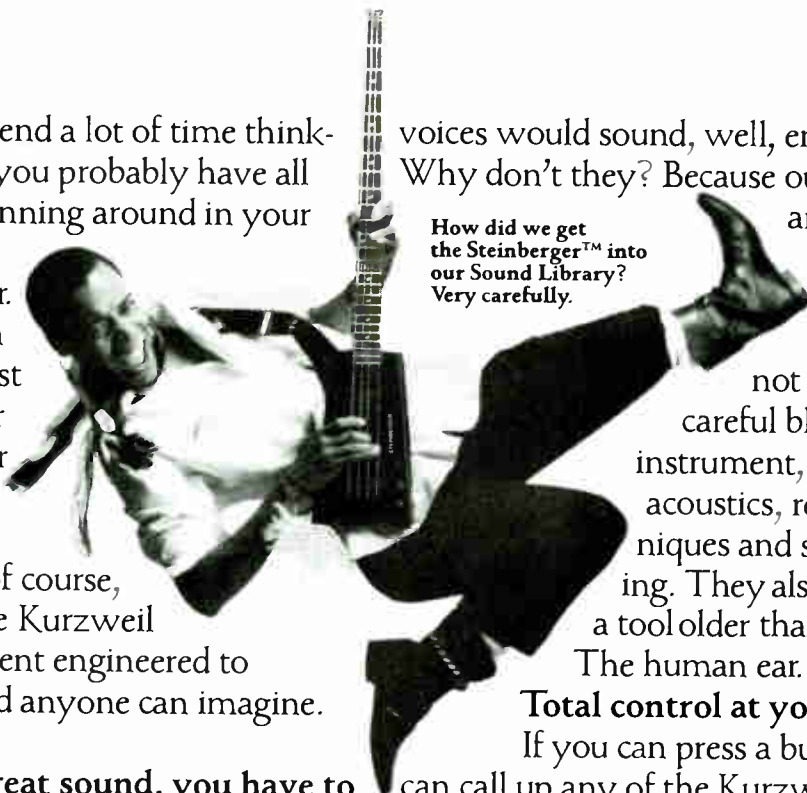 end a lot of time think-
you probably have all
nning around in your
r.
st
r
r
of course,
e Kurzweil
ent engineered to
d anyone can imagine.
reat sound, you have to
voices would sound, well, er
Why don't they? Because ou
ar
How did we get
the Steinberger™ into
our Sound Library?
Very carefully.
not
careful bl
instrument,
acoustics, re
niques and s
ing. They als
a tool older tha
The human ear.
Total control at yo
If you can press a bu
can call up any of the Kurzw